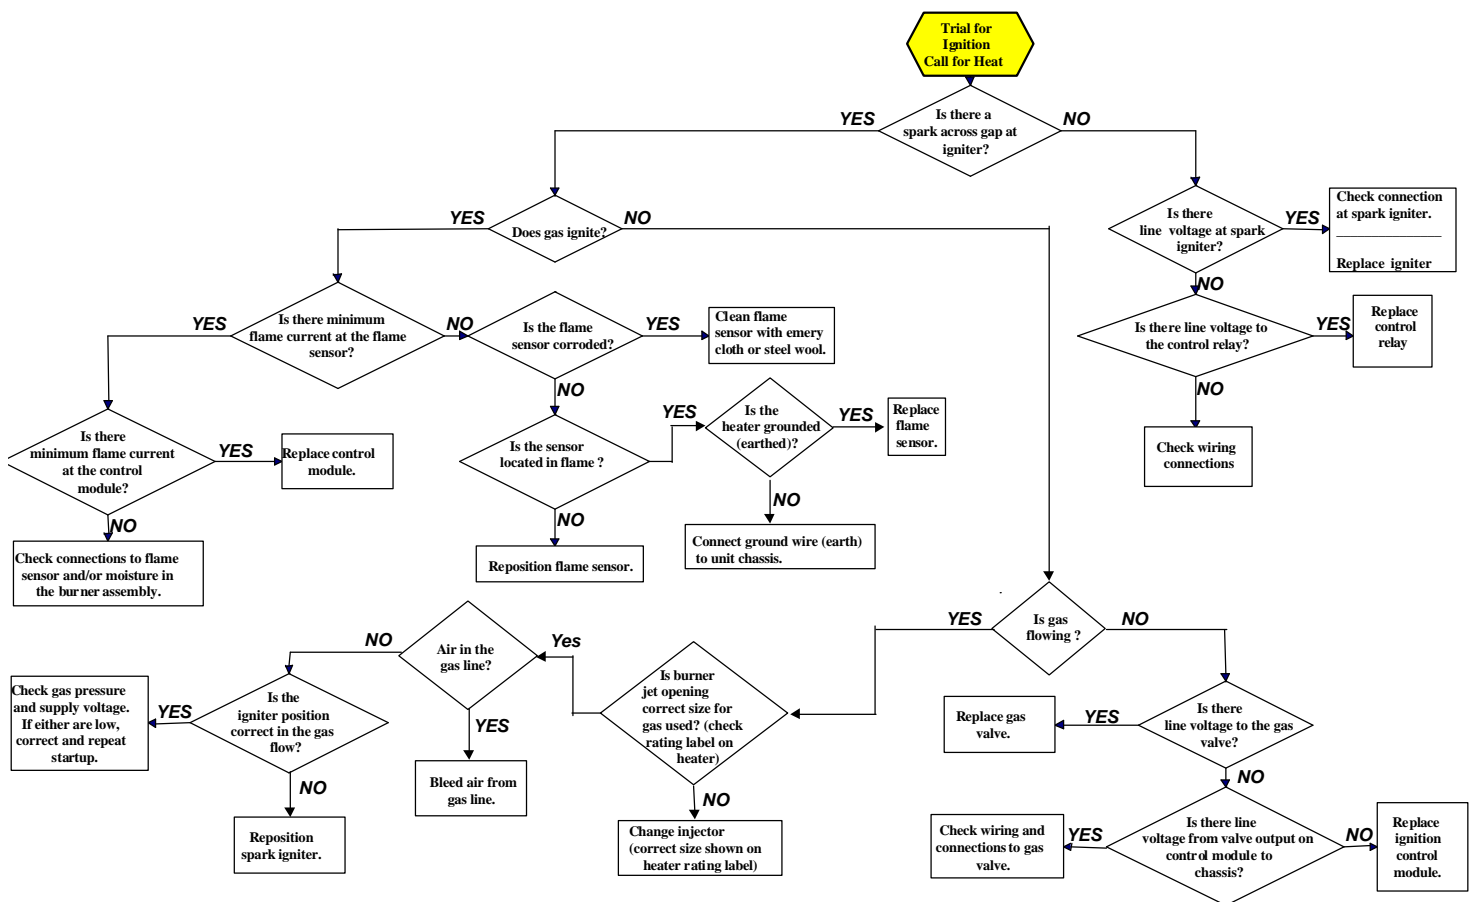 Trial for
Ignition
Call for Heat
Is there a
spark across gap at
igniter?
YES
NO
Does gas ignite?
YES
NO
Is there
line voltage at spark
igniter?
YES
Check connection
at spark igniter.
Replace igniter
NO
Is there minimum
flame current at the flame
sensor?
YES
NO
Is the flame
sensor corroded?
YES
Clean flame
sensor with emery
cloth or steel wool.
Is there line voltage to
the control relay?
YES
Replace
control
relay
NO
NO
Is there
minimum flame current
at the control
module?
YES
Replace control
module.
Is the sensor
located in flame ?
YES
Is the
heater grounded
(earthed)?
YES
Replace
flame
sensor.
Check wiring
connections
NO
NO
NO
Check connections to flame
sensor and/or moisture in
the burner assembly.
Reposition flame sensor.
Connect ground wire (earth)
to unit chassis.
Is gas
flowing ?
YES
NO
Air in the
gas line?
NO
Yes
Is burner
jet opening
correct size for
gas used? (check
rating label on
heater)
Check gas pressure
and supply voltage.
If either are low,
correct and repeat
startup.
YES
Is the
igniter position
correct in the gas
flow?
YES
Replace gas
valve.
YES
Is there
line voltage to the gas
valve?
NO
Bleed air from
gas line.
NO
NO
Reposition
spark igniter.
Change injector
(correct size shown on
heater rating label)
Check wiring and
connections to gas
valve.
YES
Is there line
voltage from valve output on
control module to
chassis?
NO
Replace
ignition
control
module.